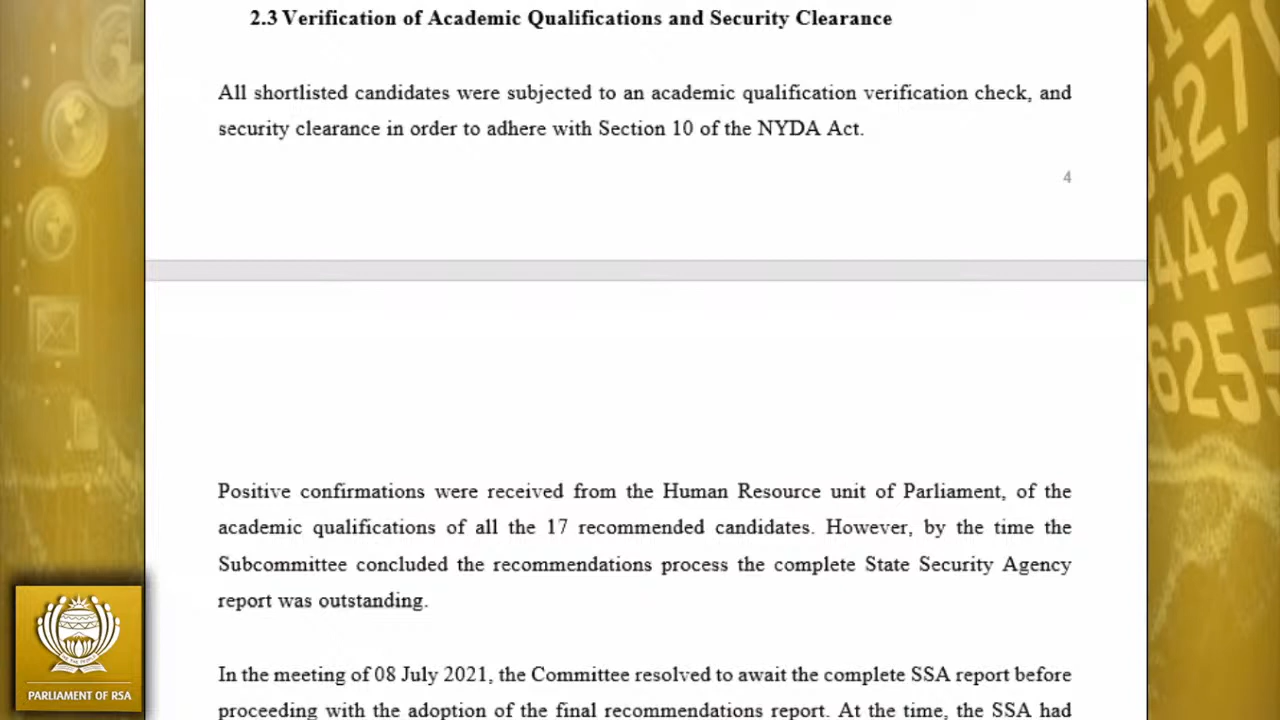 2.3 Verification of Academic Qualifications and Security Clearance
All shortlisted candidates were subjected to an academic qualification verification check, and
security clearance in order to adhere with Section 10 of the NYDA Act.
4
Positive confirmations were received from the Human Resource unit of Parliament, of the
academic qualifications of all the 17 recommended candidates. However, by the time the
Subcommittee concluded the recommendations process the complete State Security Agency
report was outstanding.
In the meeting of 08 July 2021, the Committee resolved to await the complete SSA report before
proceeding with the adoption of the final recommendations report. At the time, the SSA had
PARLIAMENT OF RSA
427
442
6255